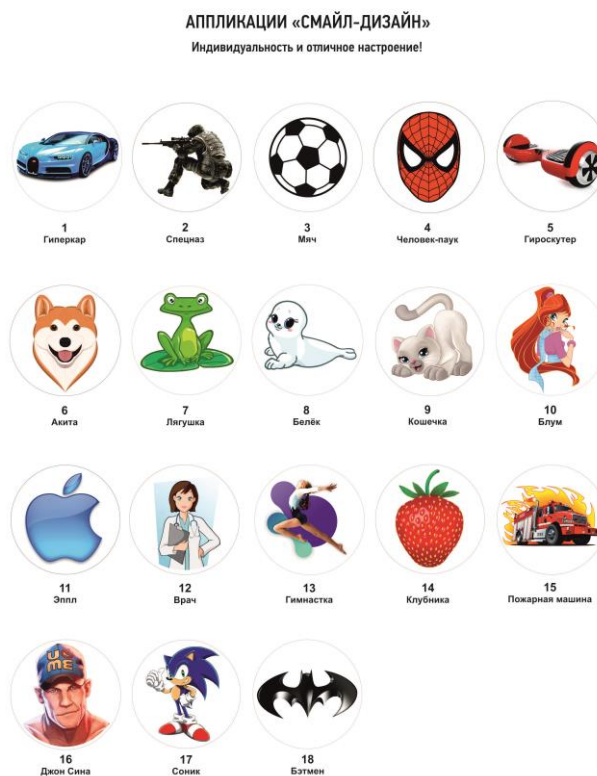 АППЛИКАЦИИ «СМАЙЛ-ДИЗАЙН»
Индивидуальность и отличное настроение!
1
Гиперкар
2
Спецназ
3
Мяч
4
Человек-паук
5
Гироскутер
6
Акита
7
Лягушка
8
Белёк
9
Кошечка
10
Блум
11
Эппл
12
Врач
13
Гимнастка
14
Клубника
15
Пожарная машина
U
ME
16
Джон Сина
17
Соник
18
Бэтмен